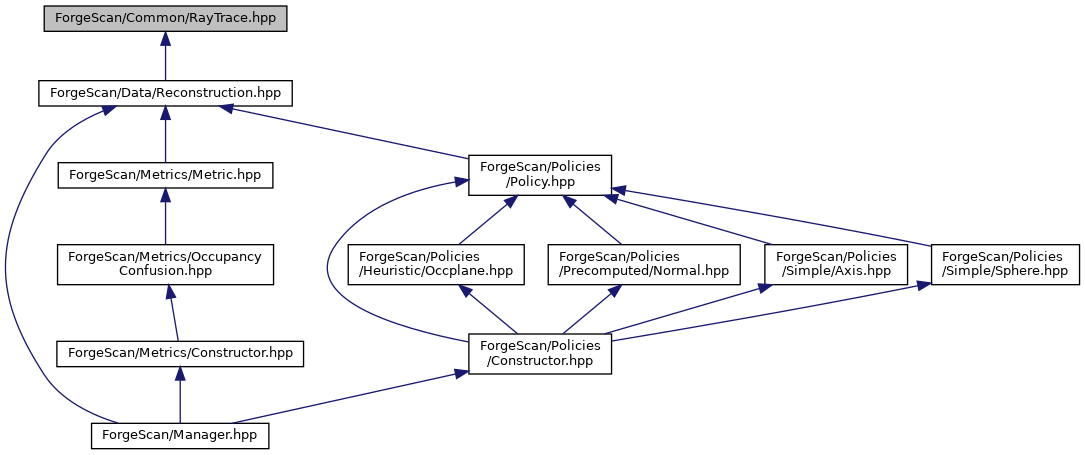 ForgeScan/Common/RayTrace.hpp
ForgeScan/Data/Reconstruction.hpp
ForgeScan/Metrics/Metric.hpp
ForgeScan/Policies
/Policy.hpp
ForgeScan/Metrics/Occupancy
Confusion.hpp
ForgeScan/Policies
/Heuristic/Occplane.hpp
ForgeScan/Policies
/Precomputed/Normal.hpp
ForgeScan/Policies
/Simple/Axis.hpp
ForgeScan/Policies
/Simple/Sphere.hpp
ForgeScan/Metrics/Constructor.hpp
ForgeScan/Policies
/Constructor.hpp
ForgeScan/Manager.hpp